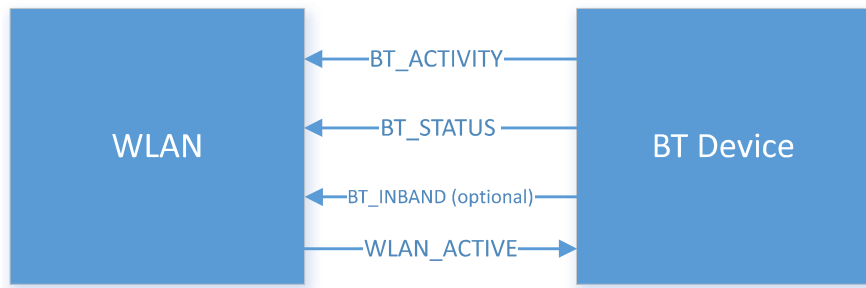 BT_ACTIVITY
BT_STATUS
WLAN
BT Device
BT_INBAND (optional)
WLAN_ACTIVE